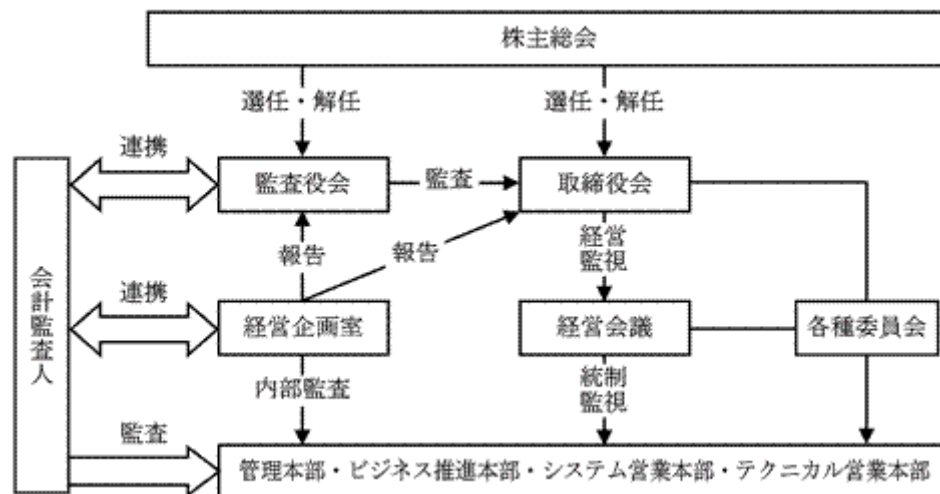 株主総会
選任・解任
選任・解任
連携
監査役会
監査
取締役会
報告
報告
経営
監視
会計監査人
連携
経営企画室
経営会議
各種委員会
内部監査
統制
監視
監査
管理本部・ビジネス推進本部・システム営業本部・テクニカル営業本部